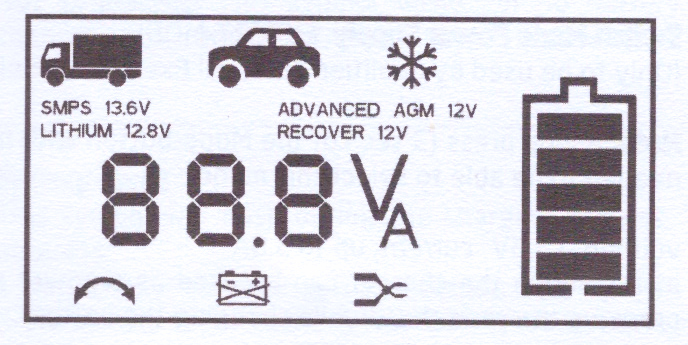 SMPS 13.6V
LITHIUM 12.8V
ADVANCED AGM 12V
RECOVER 12V
88.8 V
A
- +